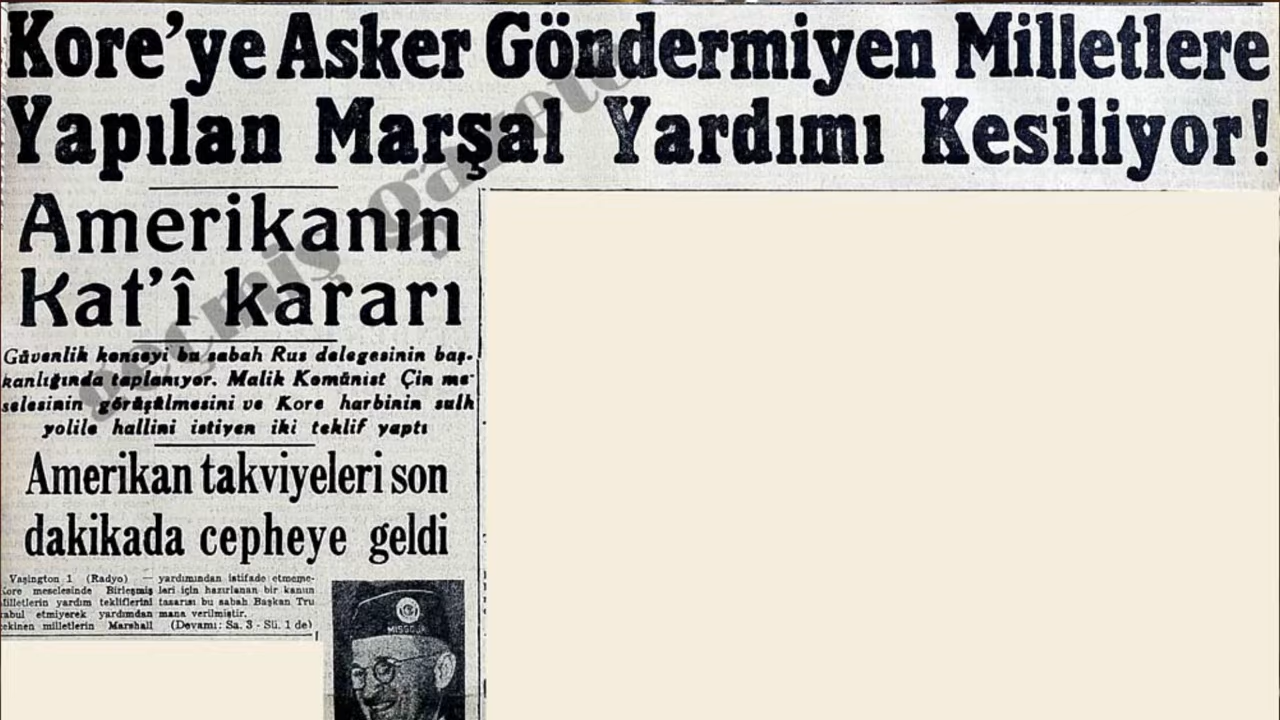 Kore'ye Asker Göndermiyen Milletlere
Yapılan Marşal Yardımı Kesiliyor!
Amerikanın
Kat'î kararı
Güvenlik konseyi bu sabah Rus delegesinin baş-
kanlığında toplanıyor. Malik Komünist Çin me-
selesinin görüşülmesini ve Kore harbinin sulh
yolile hallini istiyen iki teklif yaptı
Amerikan takviyeleri son
dakikada cepheye geldi
Vaşington 1 (Radyo) —
Kore meselesinde Birleşmiş
Milletlerin yardım tekliflerini
kabul etmiyerek yardımdan
çekinen milletlerin Marshall
yardımından istifade etmeme-
leri için hazırlanan bir kanun
tasarısı bu sabah Başkan Tru
mana verilmiştir.
(Devamı: Sa. 3 - Sü. 1 de)
MISSOURI
geçmiş gazete